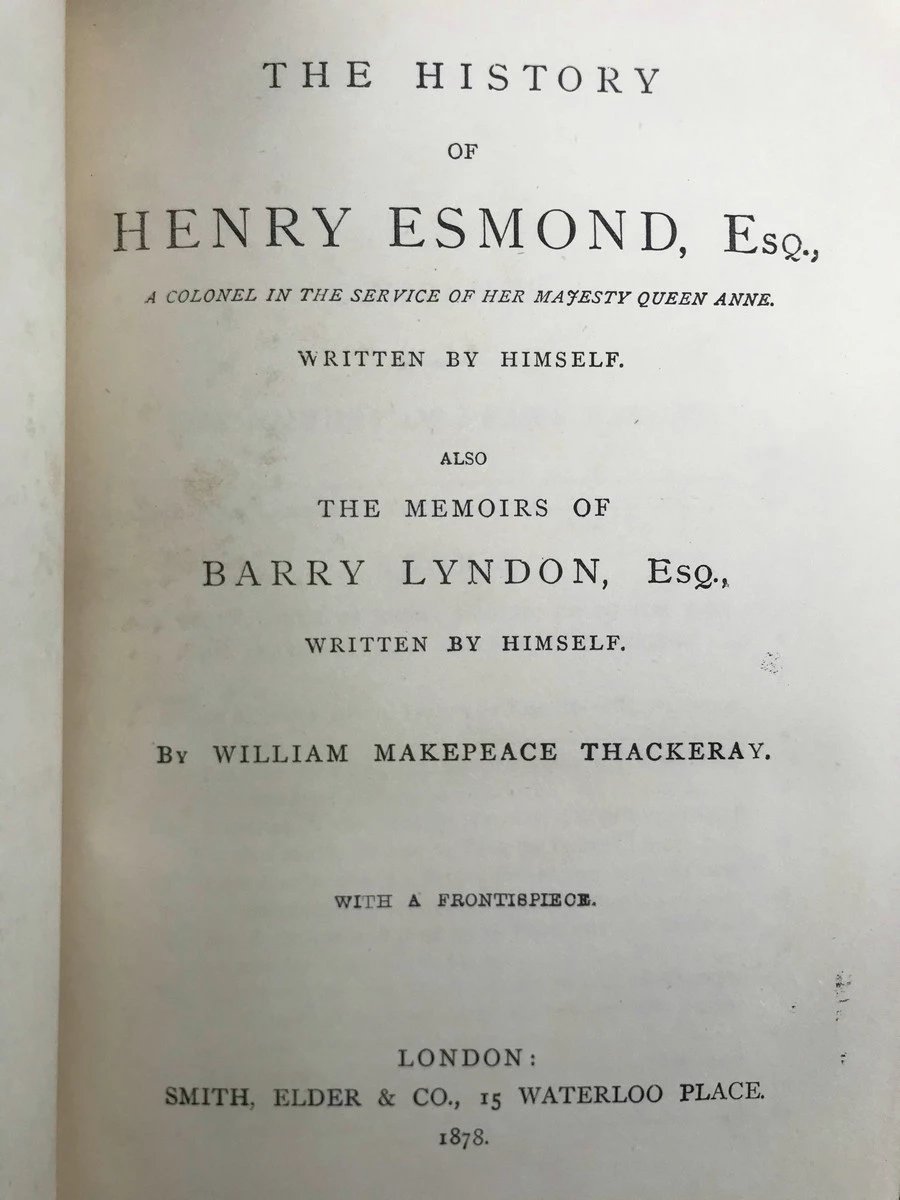 THE HISTORY
OF
HENRY ESMOND, Esq.,
A COLONEL IN THE SERVICE OF HER MAJESTY QUEEN ANNE.
WRITTEN BY HIMSELF.
ALSO
THE MEMOIRS OF
BARRY LYNDON, Esq.,
WRITTEN BY HIMSELF.
By WILLIAM MAKEPEACE THACKERAY.
WITH A FRONTISPIECE.
LONDON:
SMITH, ELDER & CO., 15 WATERLOO PLACE.
1878.